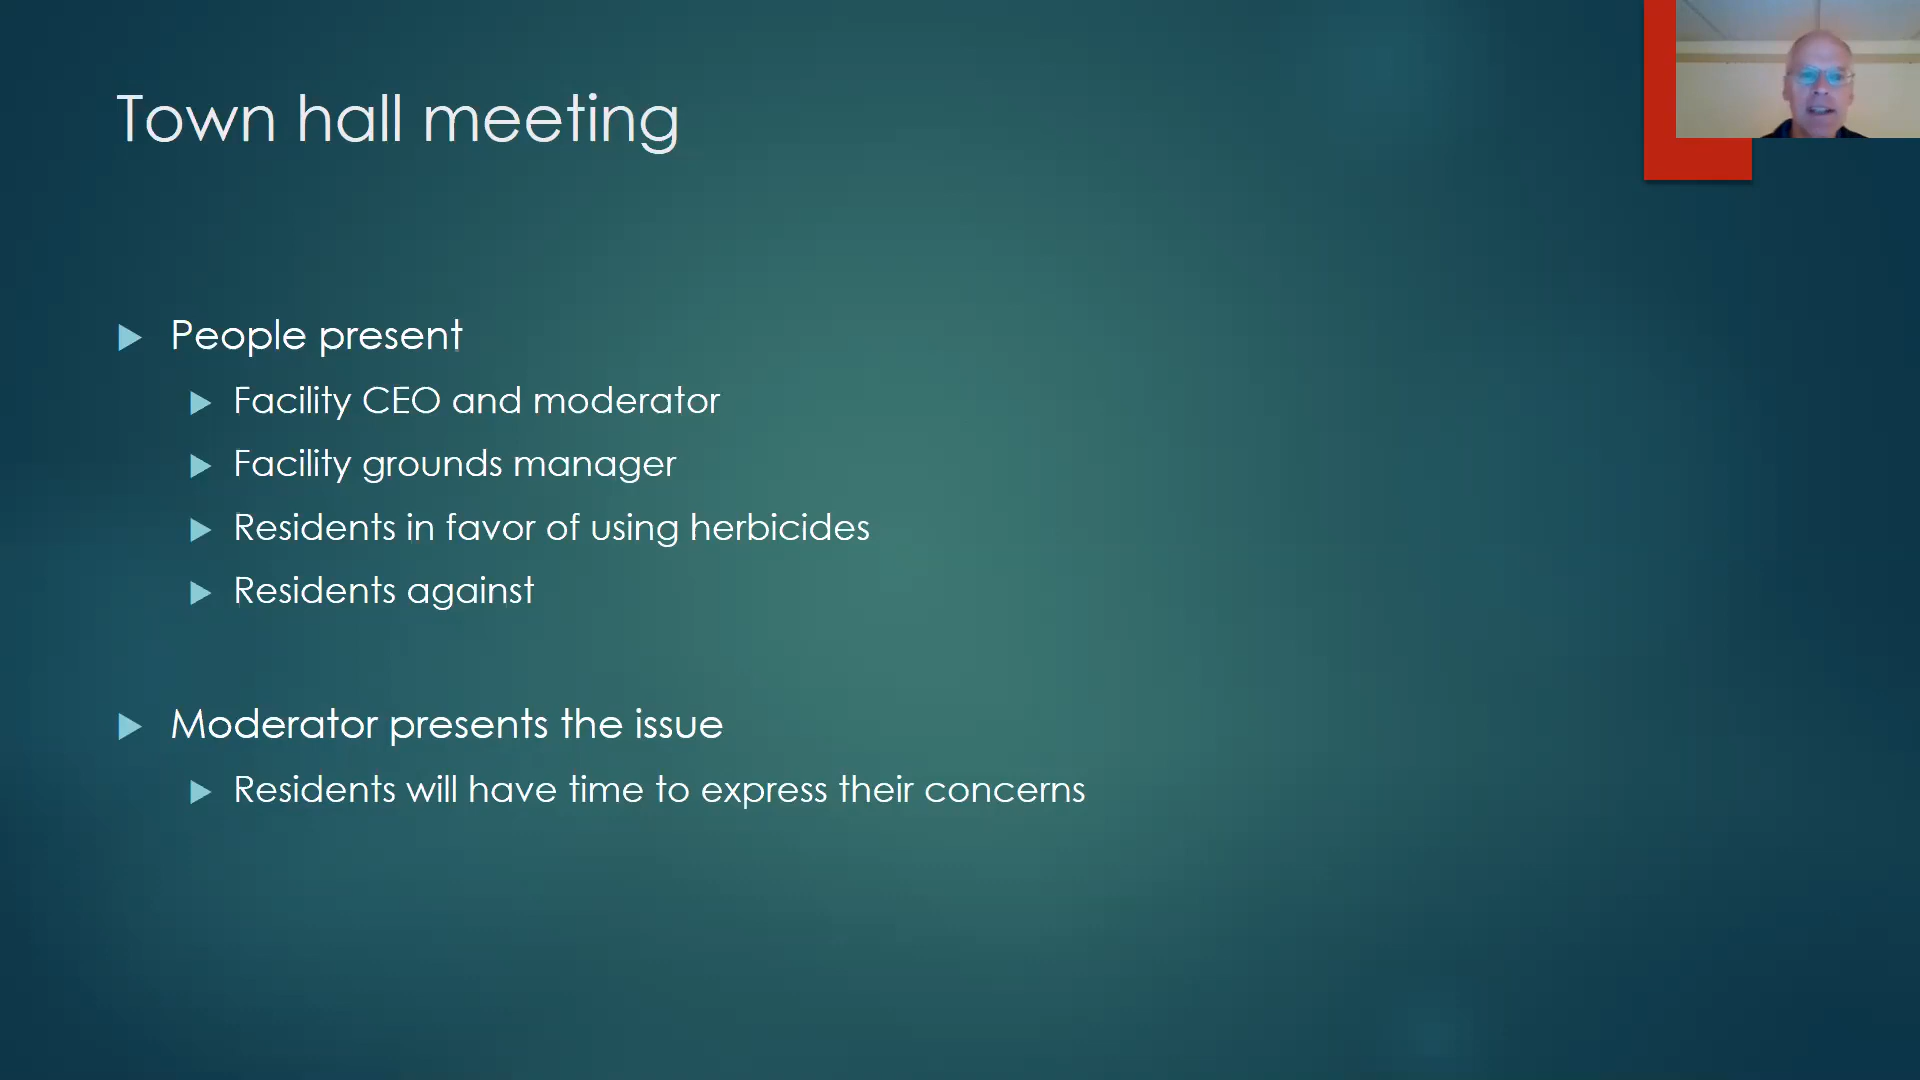 Town hall meeting
People present
Facility CEO and moderator
Facility grounds manager
Residents in favor of using herbicides
Residents against
Moderator presents the issue
Residents will have time to express their concerns